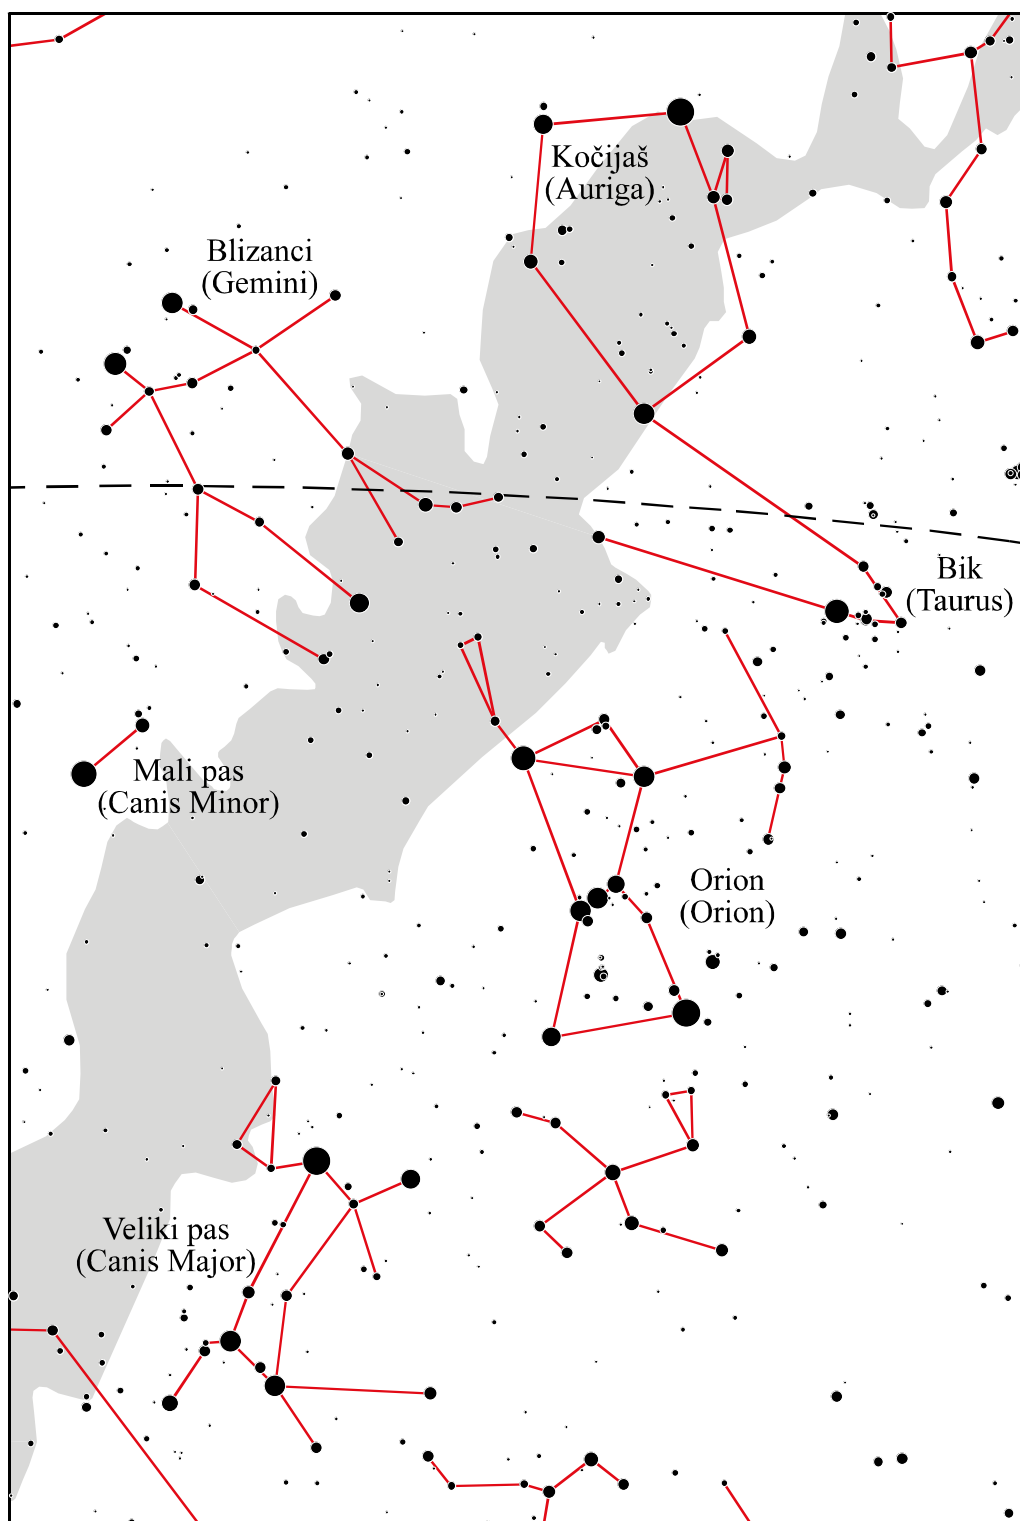 Kočijaš
(Auriga)
Blizanci
(Gemini)
Bik
(Taurus)
Mali pas
(Canis Minor)
Orion
(Orion)
Veliki pas
(Canis Major)